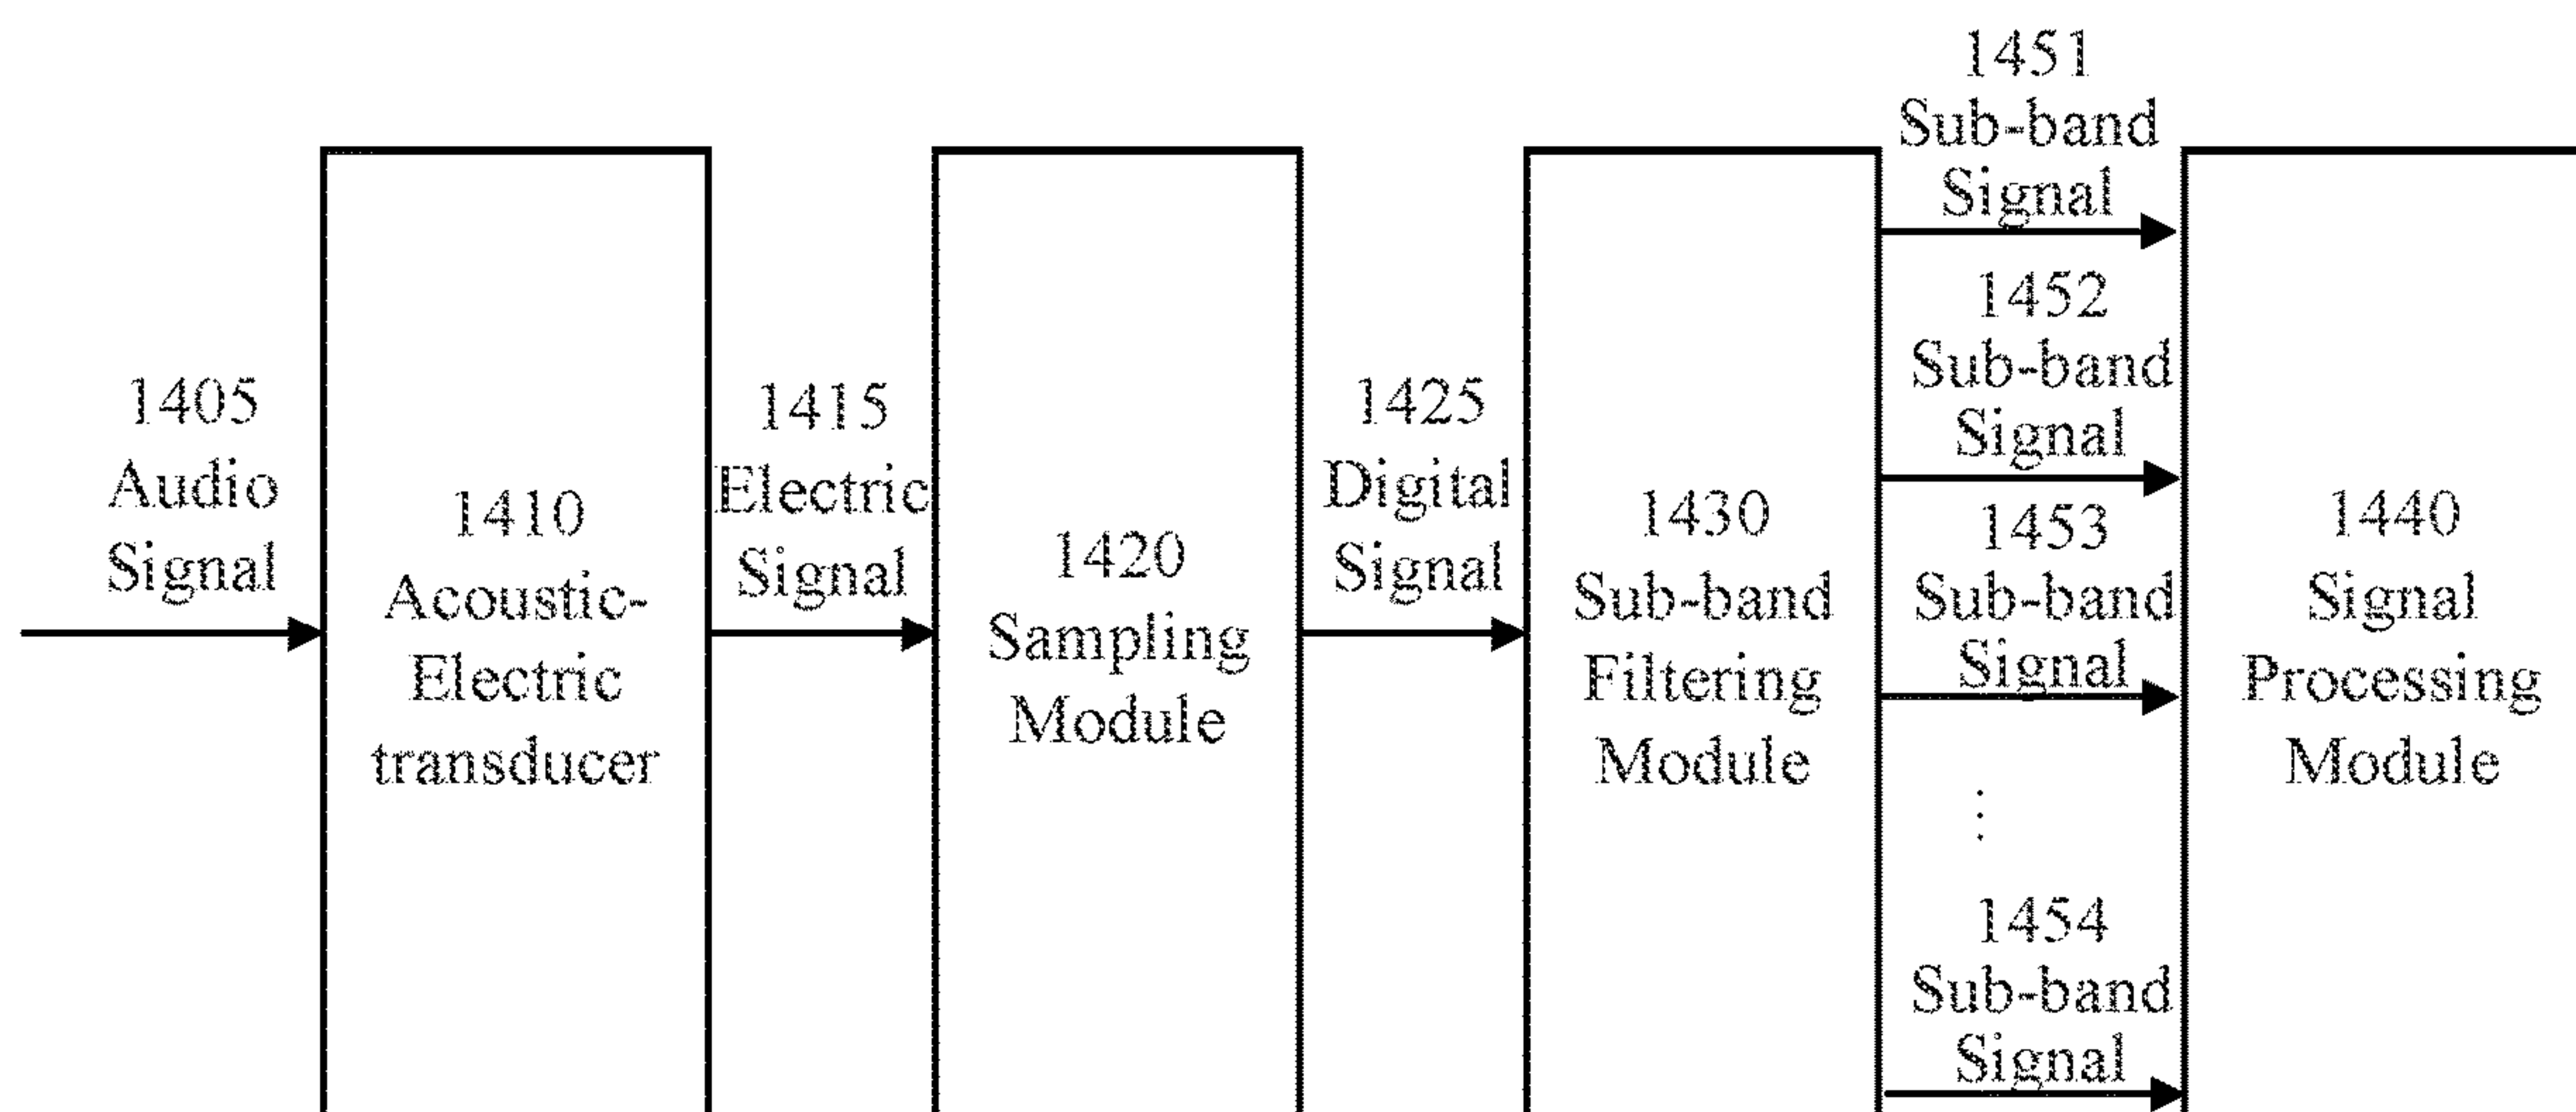 1405
Audio
Signal
1410
Acoustic-
Electric
transducer
1415
Electric
Signal
1420
Sampling
Module
1425
Digital
Signal
1430
Sub-band
Filtering
Module
1451
Sub-band
Signal
1452
Sub-band
Signal
1453
Sub-band
Signal
⋮
1454
Sub-band
Signal
1440
Signal
Processing
Module